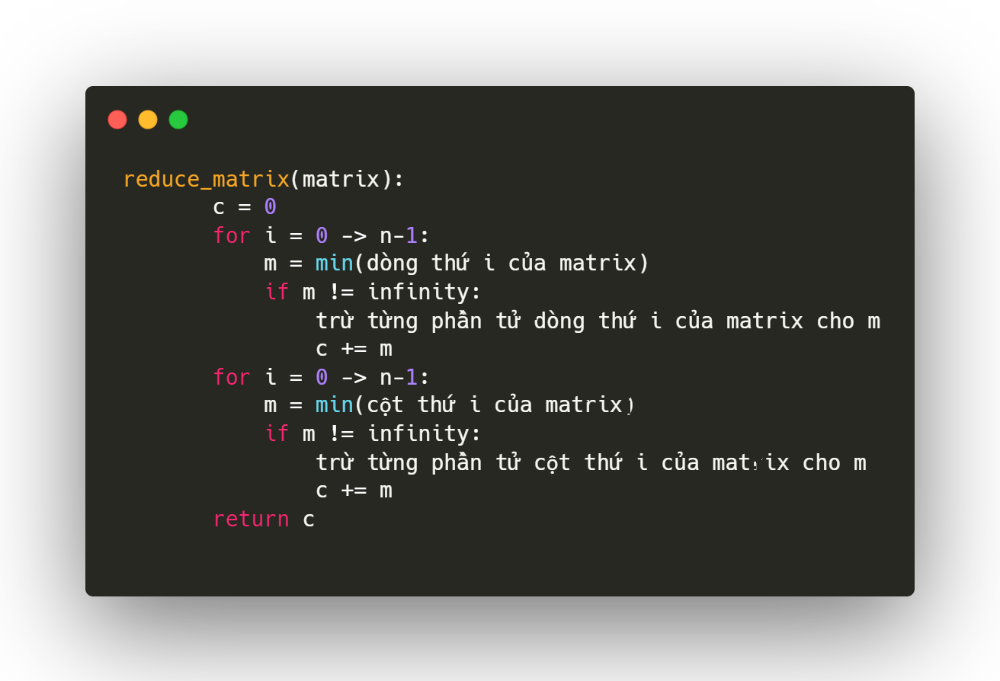 reduce_matrix(matrix):
c = 0
for i = 0 -> n-1:
m = min(dòng thứ i của matrix)
if m != infinity:
trừ từng phần tử dòng thứ i của matrix cho m
c += m
for i = 0 -> n-1:
m = min(cột thứ i của matrix)
if m != infinity:
trừ từng phần tử cột thứ i của matrix cho m
c += m
return c